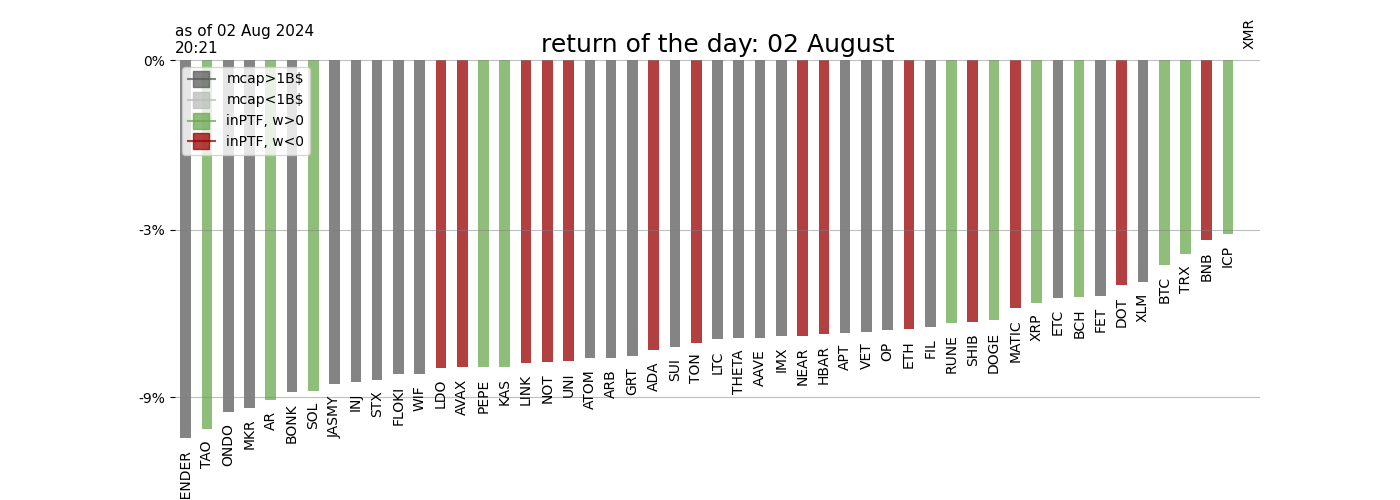 as of 02 Aug 2024
20:21
return of the day: 02 August
XMR
0%
mcap>1B$
mcap<1B$
inPTF, w>0
inPTF, w<0
-3%
-9%
ENDER
TAO
ONDO
MKR
AR
BONK
SOL
JASMY
INJ
STX
FLOKI
WIF
LDO
AVAX
PEPE
KAS
LINK
NOT
UNI
ATOM
ARB
GRT
ADA
SUI
TON
LTC
THETA
AAVE
IMX
NEAR
HBAR
APT
VET
OP
ETH
FIL
RUNE
SHIB
DOGE
MATIC
XRP
ETC
BCH
FET
DOT
XLM
BTC
TRX
BNB
ICP